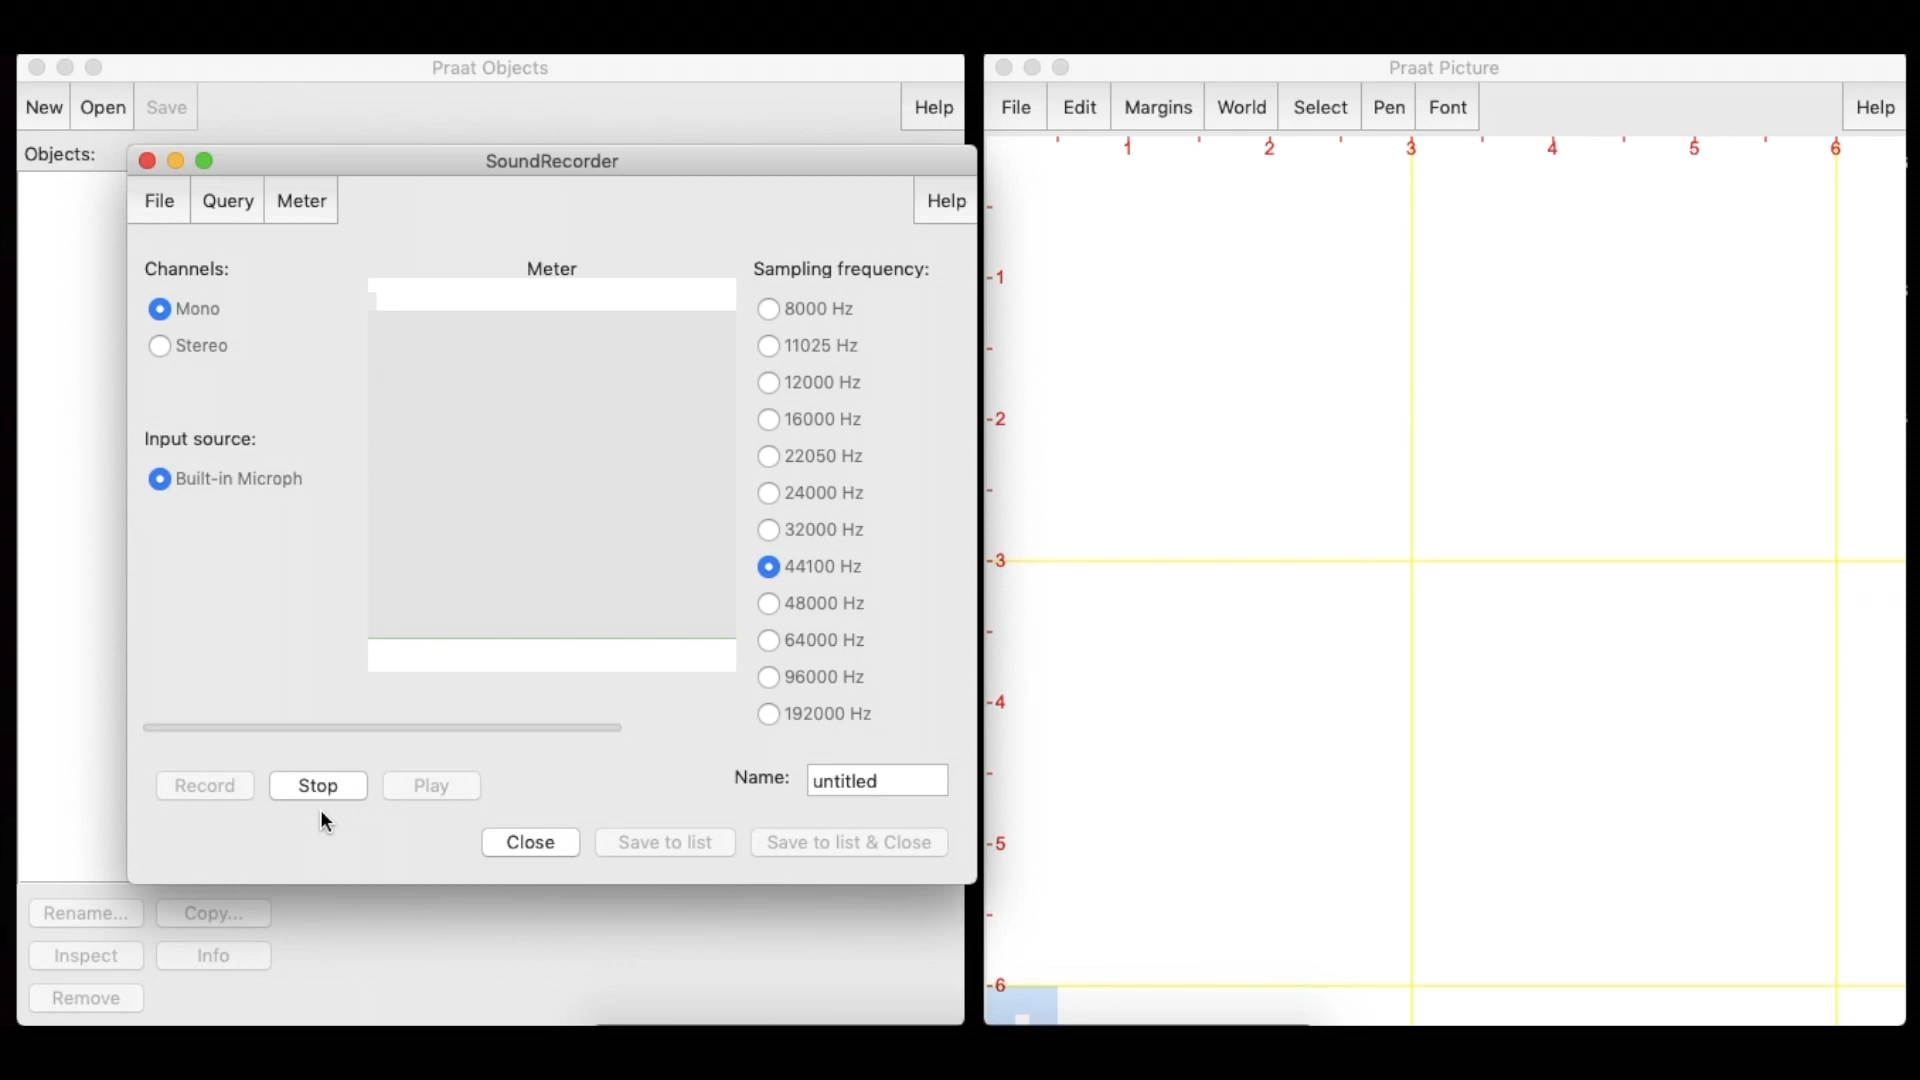 Praat Objects
New Open Save Help
Objects:
SoundRecorder
File Query Meter Help
Channels:
Mono
Stereo
Input source:
Built-in Microph
Meter
Sampling frequency:
8000 Hz
11025 Hz
12000 Hz
16000 Hz
22050 Hz
24000 Hz
32000 Hz
44100 Hz
48000 Hz
64000 Hz
96000 Hz
192000 Hz
Record Stop Play
Name: untitled
Close Save to list Save to list & Close
Rename... Copy...
Inspect Info
Remove
Praat Picture
File Edit Margins World Select Pen Font Help
1 2 3 4 5 6
1
2
3
4
5
6